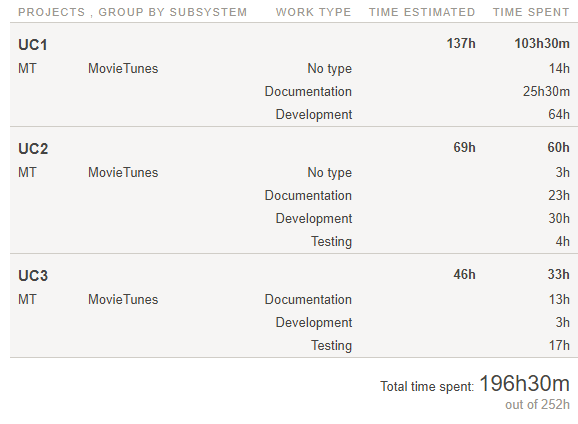 PROJECTS , GROUP BY SUBSYSTEM WORK TYPE TIME ESTIMATED TIME SPENT
UC1 137h 103h30m
MT MovieTunes No type 14h
Documentation 25h30m
Development 64h
UC2 69h 60h
MT MovieTunes No type 3h
Documentation 23h
Development 30h
Testing 4h
UC3 46h 33h
MT MovieTunes Documentation 13h
Development 3h
Testing 17h
Total time spent: 196h30m
out of 252h